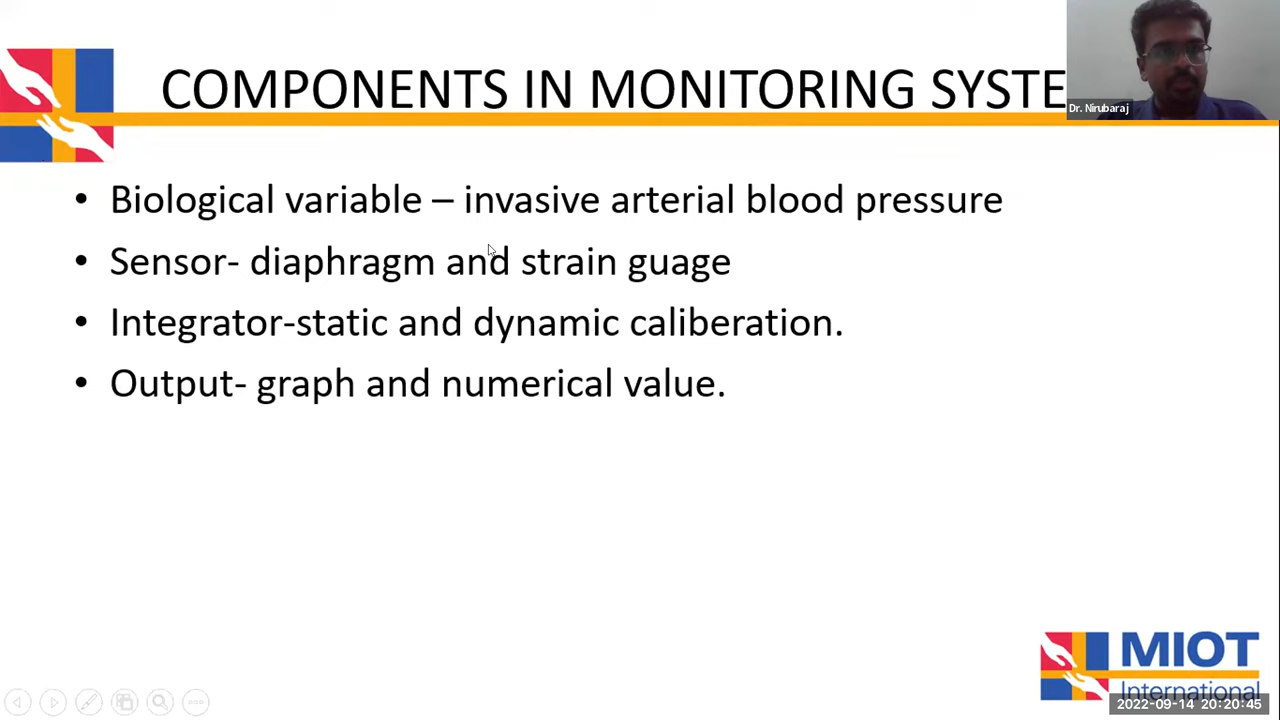 COMPONENTS IN MONITORING SYSTE
Dr. Nirubaraj
• Biological variable – invasive arterial blood pressure
• Sensor- diaphragm and strain guage
• Integrator-static and dynamic caliberation.
• Output- graph and numerical value.
MIOT
International
2022-09-14 20:20:45